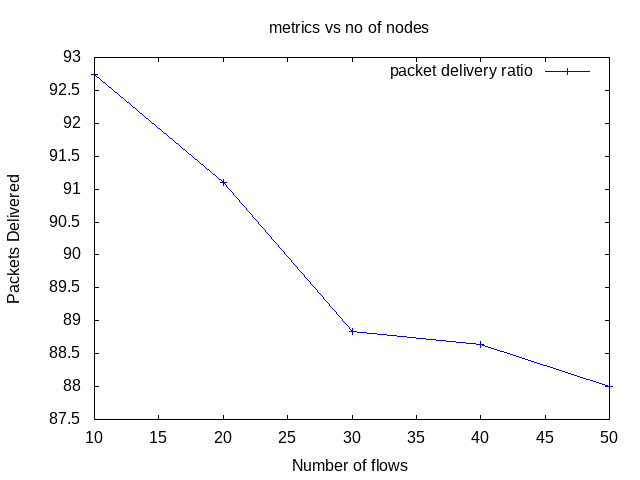 metrics vs no of nodes
packet delivery ratio
Packets Delivered
93
92.5
92
91.5
91
90.5
90
89.5
89
88.5
88
87.5
10 15 20 25 30 35 40 45 50
Number of flows